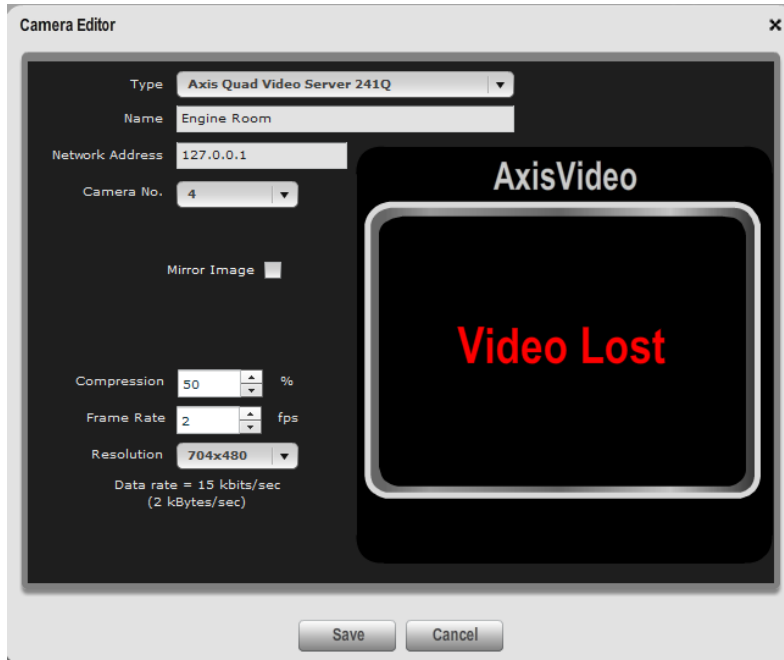 Camera Editor
Type Axis Quad Video Server 241Q
Name Engine Room
Network Address 127.0.0.1
Camera No. 4
AxisVideo
Mirror Image
Video Lost
Compression 50 %
Frame Rate 2 fps
Resolution 704x480
Data rate = 15 kbits/sec
(2 kBytes/sec)
Save Cancel